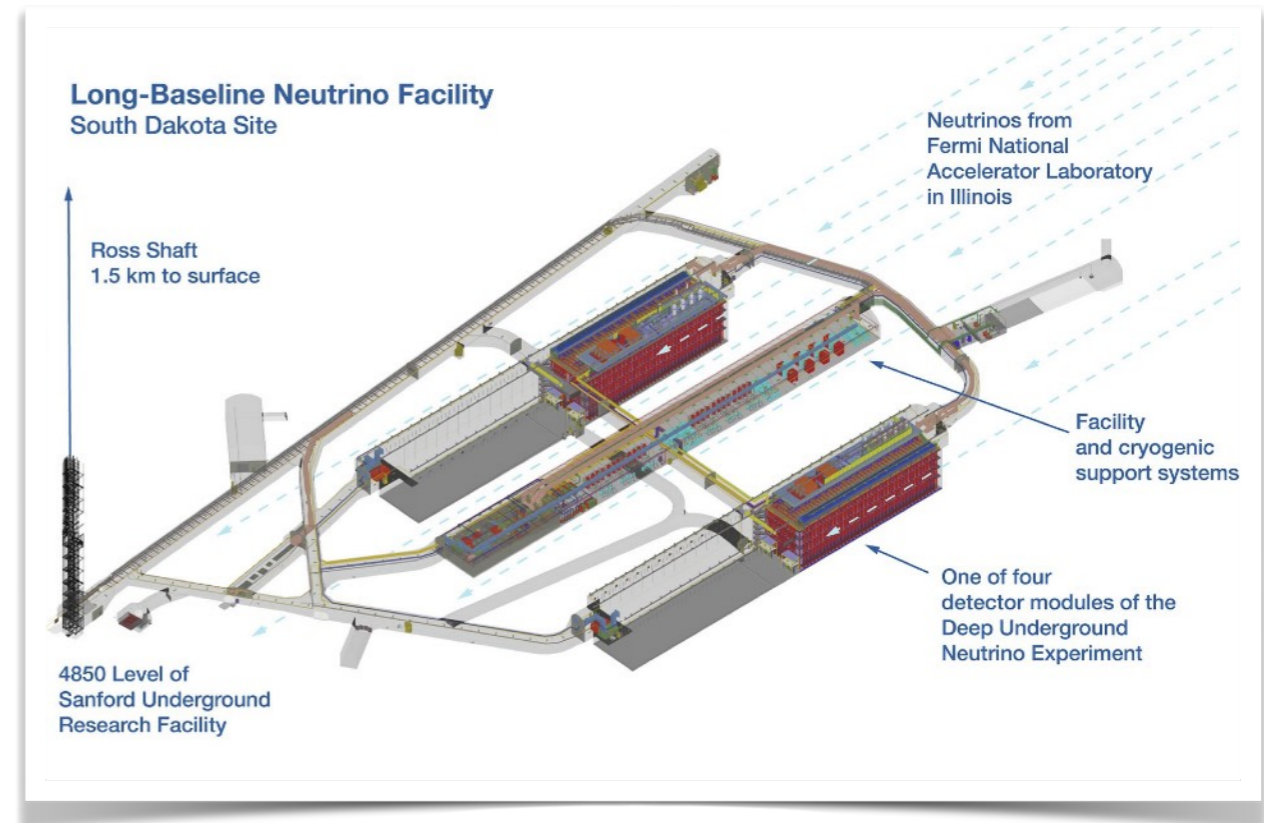 Long-Baseline Neutrino Facility
South Dakota Site
Ross Shaft
1.5 km to surface
Neutrinos from
Fermi National
Accelerator Laboratory
in Illinois
Facility
and cryogenic
support systems
One of four
detector modules of the
Deep Underground
Neutrino Experiment
4850 Level of
Sanford Underground
Research Facility